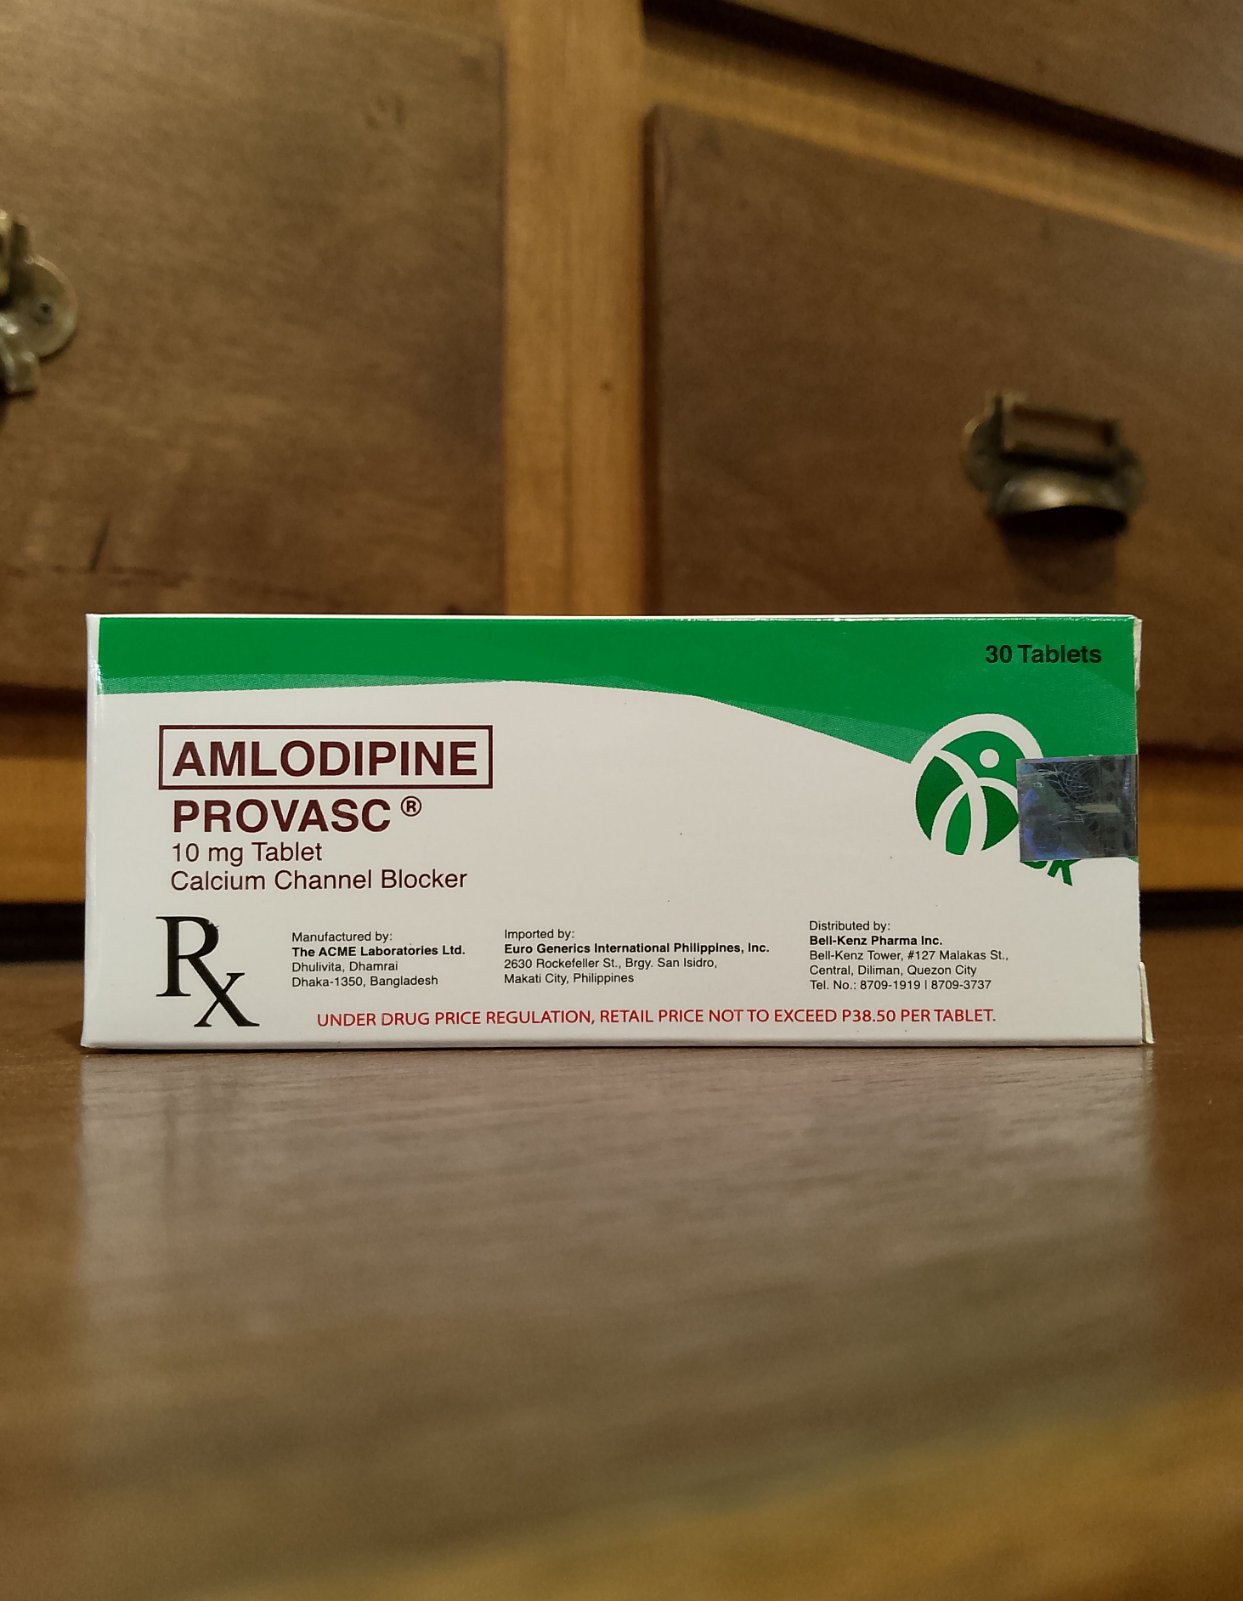 30 Tablets
AMLODIPINE
PROVASC ®
10 mg Tablet
Calcium Channel Blocker
Rx
Manufactured by:
The ACME Laboratories Ltd.
Dhulivita, Dhamrai
Dhaka-1350, Bangladesh
Imported by:
Euro Generics International Philippines, Inc.
2630 Rockefeller St., Brgy. San Isidro,
Makati City, Philippines
Distributed by:
Bell-Kenz Pharma Inc.
Bell-Kenz Tower, #127 Malakas St.,
Central, Diliman, Quezon City
Tel. No.: 8709-1919 | 8709-3737
UNDER DRUG PRICE REGULATION, RETAIL PRICE NOT TO EXCEED P38.50 PER TABLET.